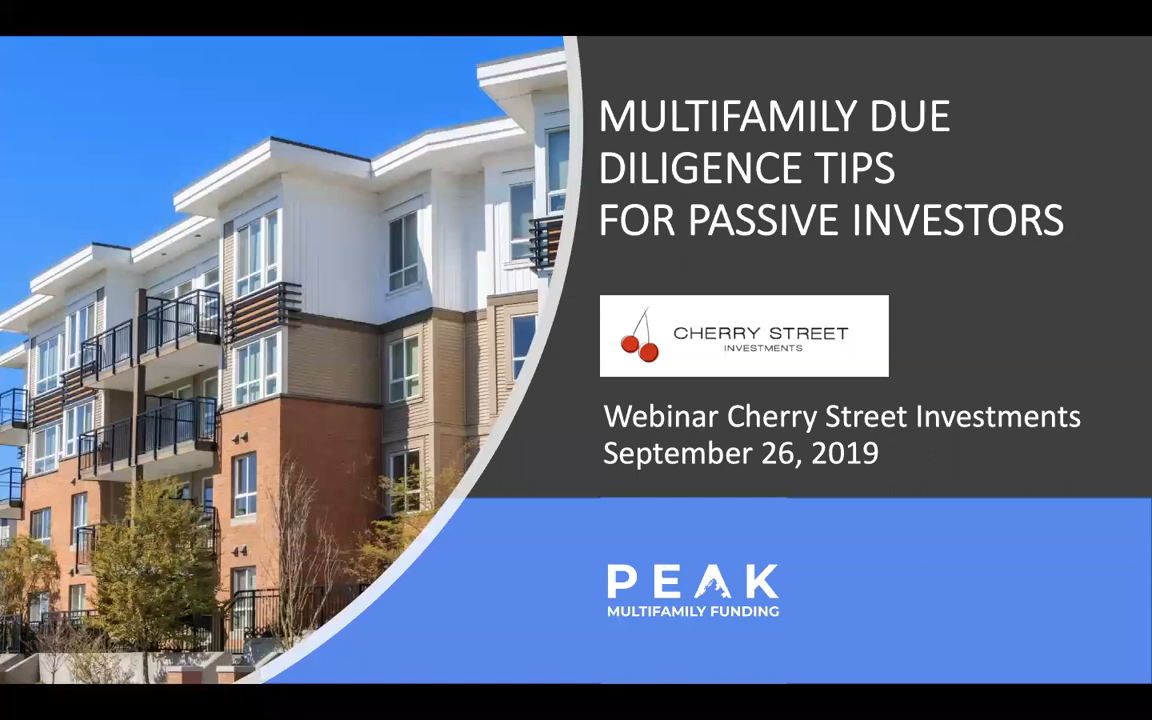 MULTIFAMILY DUE
DILIGENCE TIPS
FOR PASSIVE INVESTORS
CHERRY STREET
INVESTMENTS
Webinar Cherry Street Investments
September 26, 2019
PEAK
MULTIFAMILY FUNDING